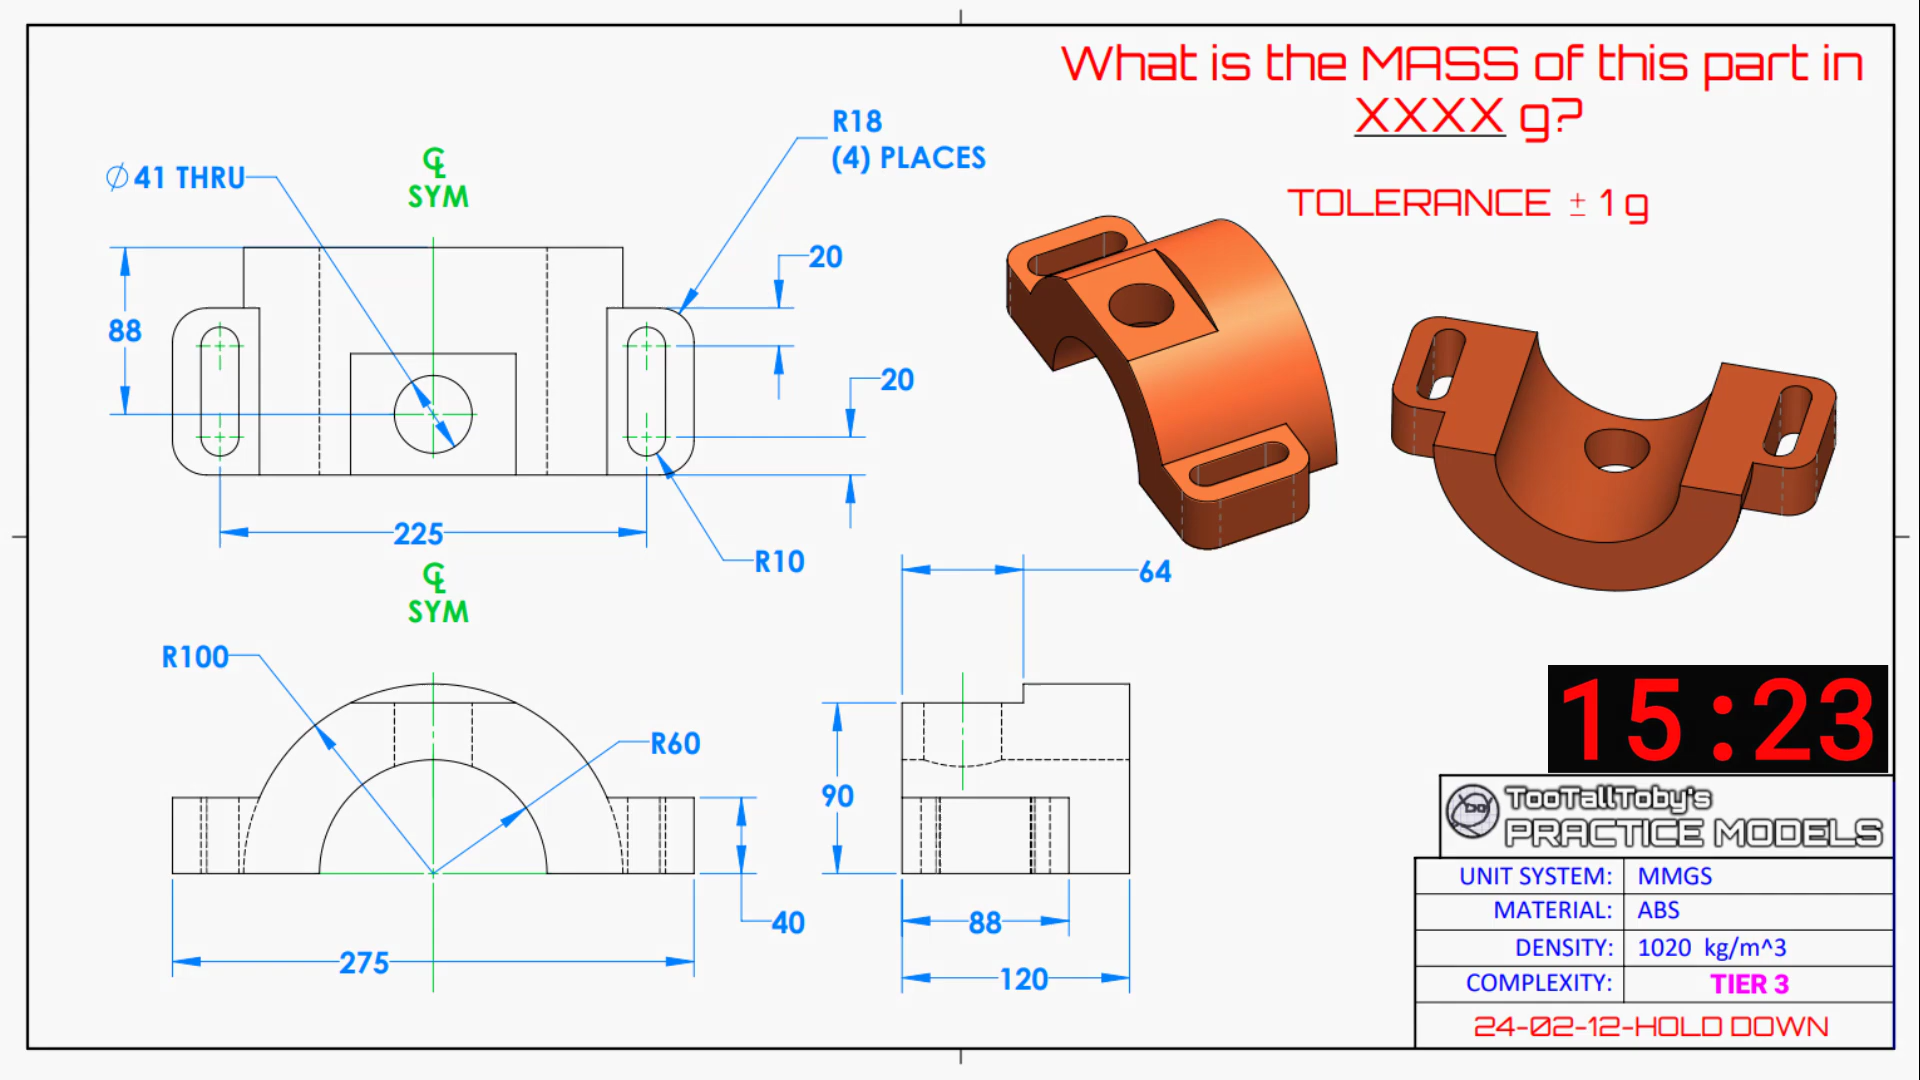 What is the MASS of this part in
XXXX g?
TOLERANCE ± 1 g
R18
(4) PLACES
⌀41 THRU
℄
SYM
20
88
20
225
R10
℄
SYM
64
R100
R60
90
40
88
275
120
15:23
TooTallToby's
PRACTICE MODELS
UNIT SYSTEM: MMGS
MATERIAL: ABS
DENSITY: 1020 kg/m^3
COMPLEXITY: TIER 3
24-02-12-HOLD DOWN